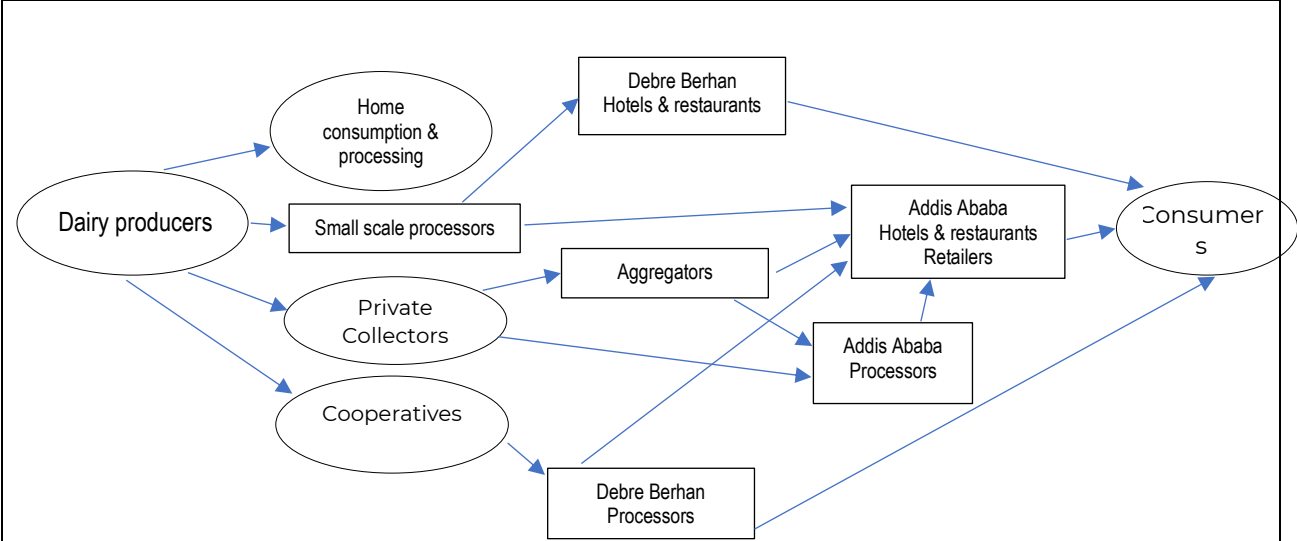 Debre Berhan
Hotels & restaurants
Home
consumption &
processing
Dairy producers
Small scale processors
Addis Ababa
Hotels & restaurants
Retailers
Consumer
s
Aggregators
Private
Collectors
Addis Ababa
Processors
Cooperatives
Debre Berhan
Processors